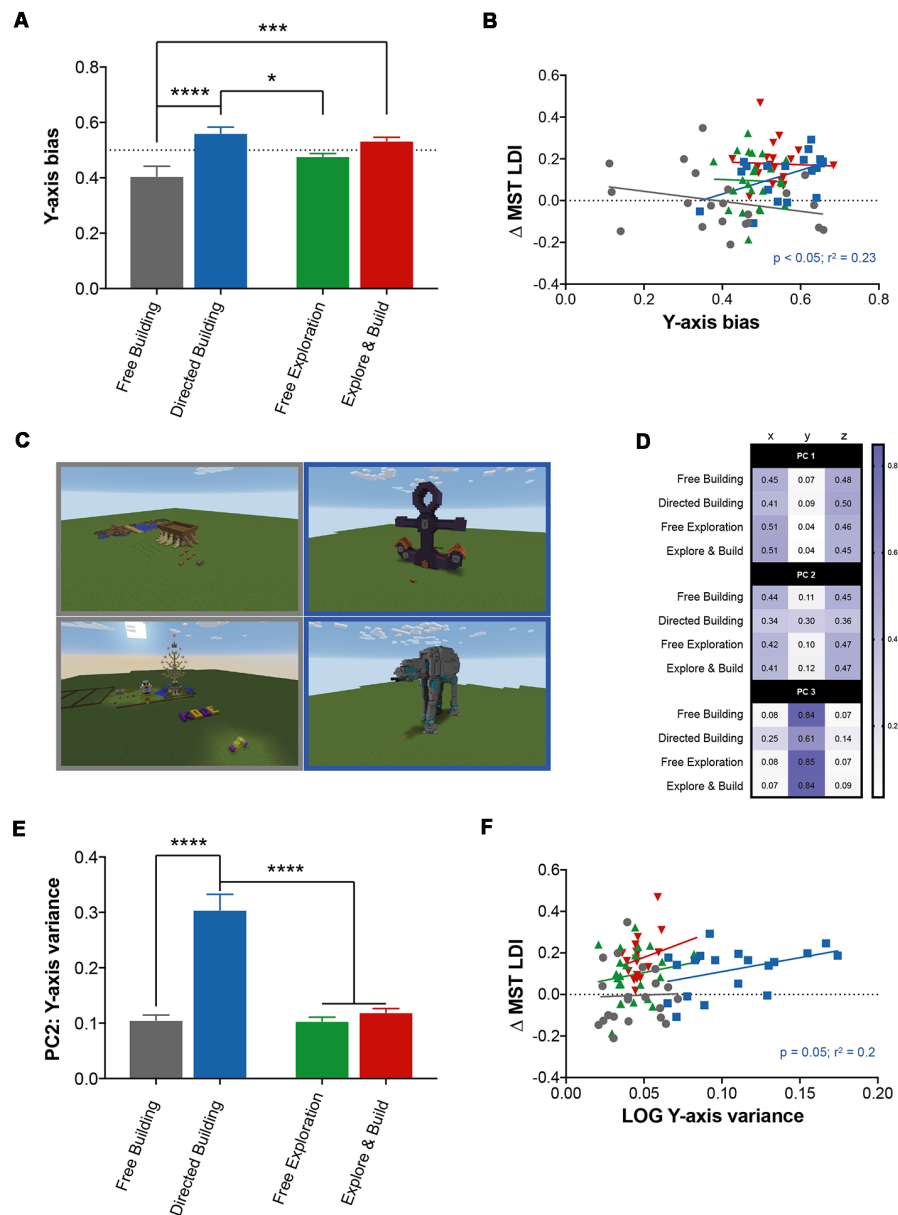 A
***
****
*
0.8
0.6
0.4
0.2
0.0
Y-axis bias
Free Building
Directed Building
Free Exploration
Explore & Build
B
0.6
0.4
0.2
0.0
-0.2
-0.4
Δ MST LDI
p < 0.05; r² = 0.23
0.0 0.2 0.4 0.6 0.8
Y-axis bias
C
D
x y z
PC 1
Free Building 0.45 0.07 0.48
Directed Building 0.41 0.09 0.50
Free Exploration 0.51 0.04 0.46
Explore & Build 0.51 0.04 0.45
PC 2
Free Building 0.44 0.11 0.45
Directed Building 0.34 0.30 0.36
Free Exploration 0.42 0.10 0.47
Explore & Build 0.41 0.12 0.47
PC 3
Free Building 0.08 0.84 0.07
Directed Building 0.25 0.61 0.14
Free Exploration 0.08 0.85 0.07
Explore & Build 0.07 0.84 0.09
0.8
0.6
0.4
0.2
E
****
****
0.4
0.3
0.2
0.1
0.0
PC2: Y-axis variance
Free Building
Directed Building
Free Exploration
Explore & Build
F
0.6
0.4
0.2
0.0
-0.2
-0.4
Δ MST LDI
p = 0.05; r² = 0.2
0.00 0.05 0.10 0.15 0.20
LOG Y-axis variance